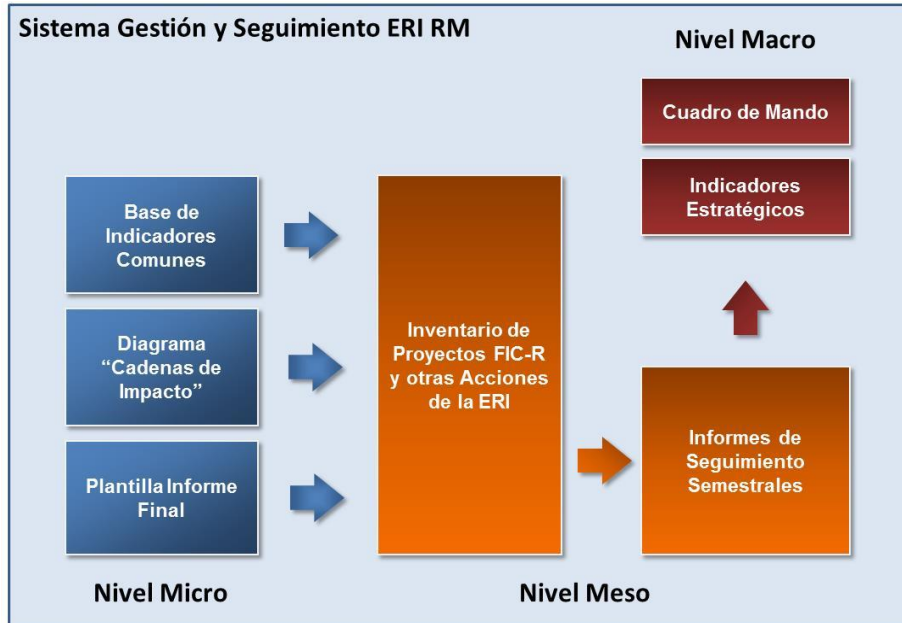 Sistema Gestión y Seguimiento ERI RM
Nivel Macro
Cuadro de Mando
Indicadores
Estratégicos
Base de
Indicadores
Comunes
Diagrama
“Cadenas de
Impacto”
Plantilla Informe
Final
Inventario de
Proyectos FIC-R
y otras Acciones
de la ERI
Informes de
Seguimiento
Semestrales
Nivel Micro
Nivel Meso